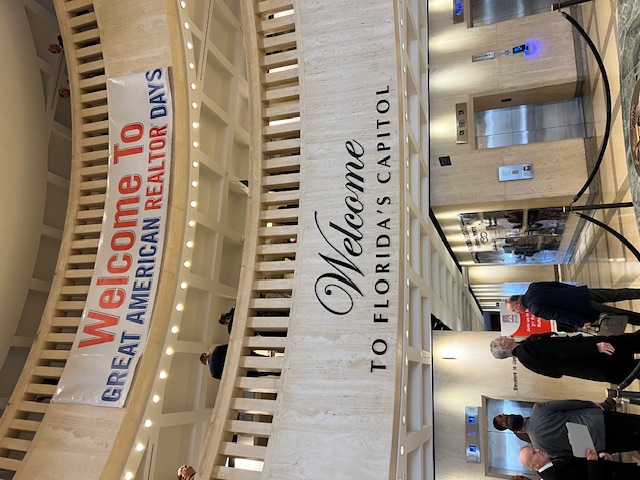 Welcome To
GREAT AMERICAN REALTOR DAYS
Welcome
TO FLORIDA'S CAPITOL